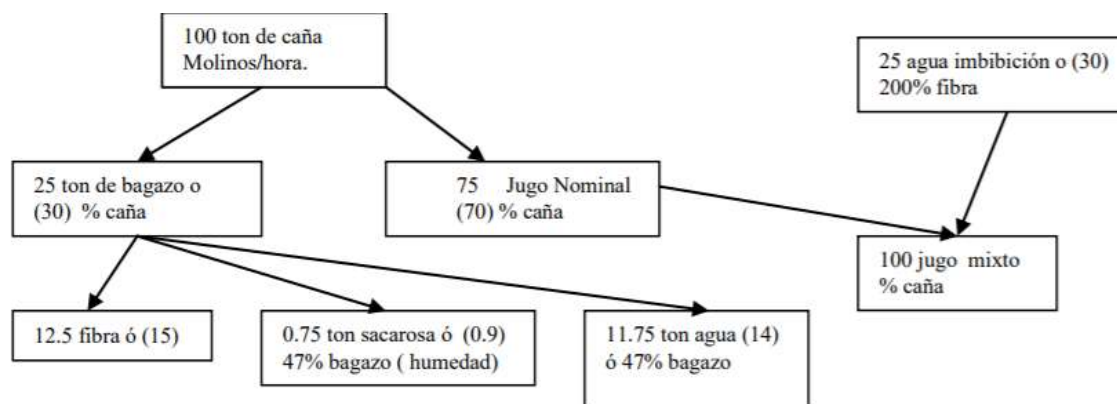 100 ton de caña
Molinos/hora.
25 agua imbibición o (30)
200% fibra
25 ton de bagazo o
(30) % caña
75 Jugo Nominal
(70) % caña
100 jugo mixto
% caña
12.5 fibra ó (15)
0.75 ton sacarosa ó (0.9)
47% bagazo ( humedad)
11.75 ton agua (14)
ó 47% bagazo